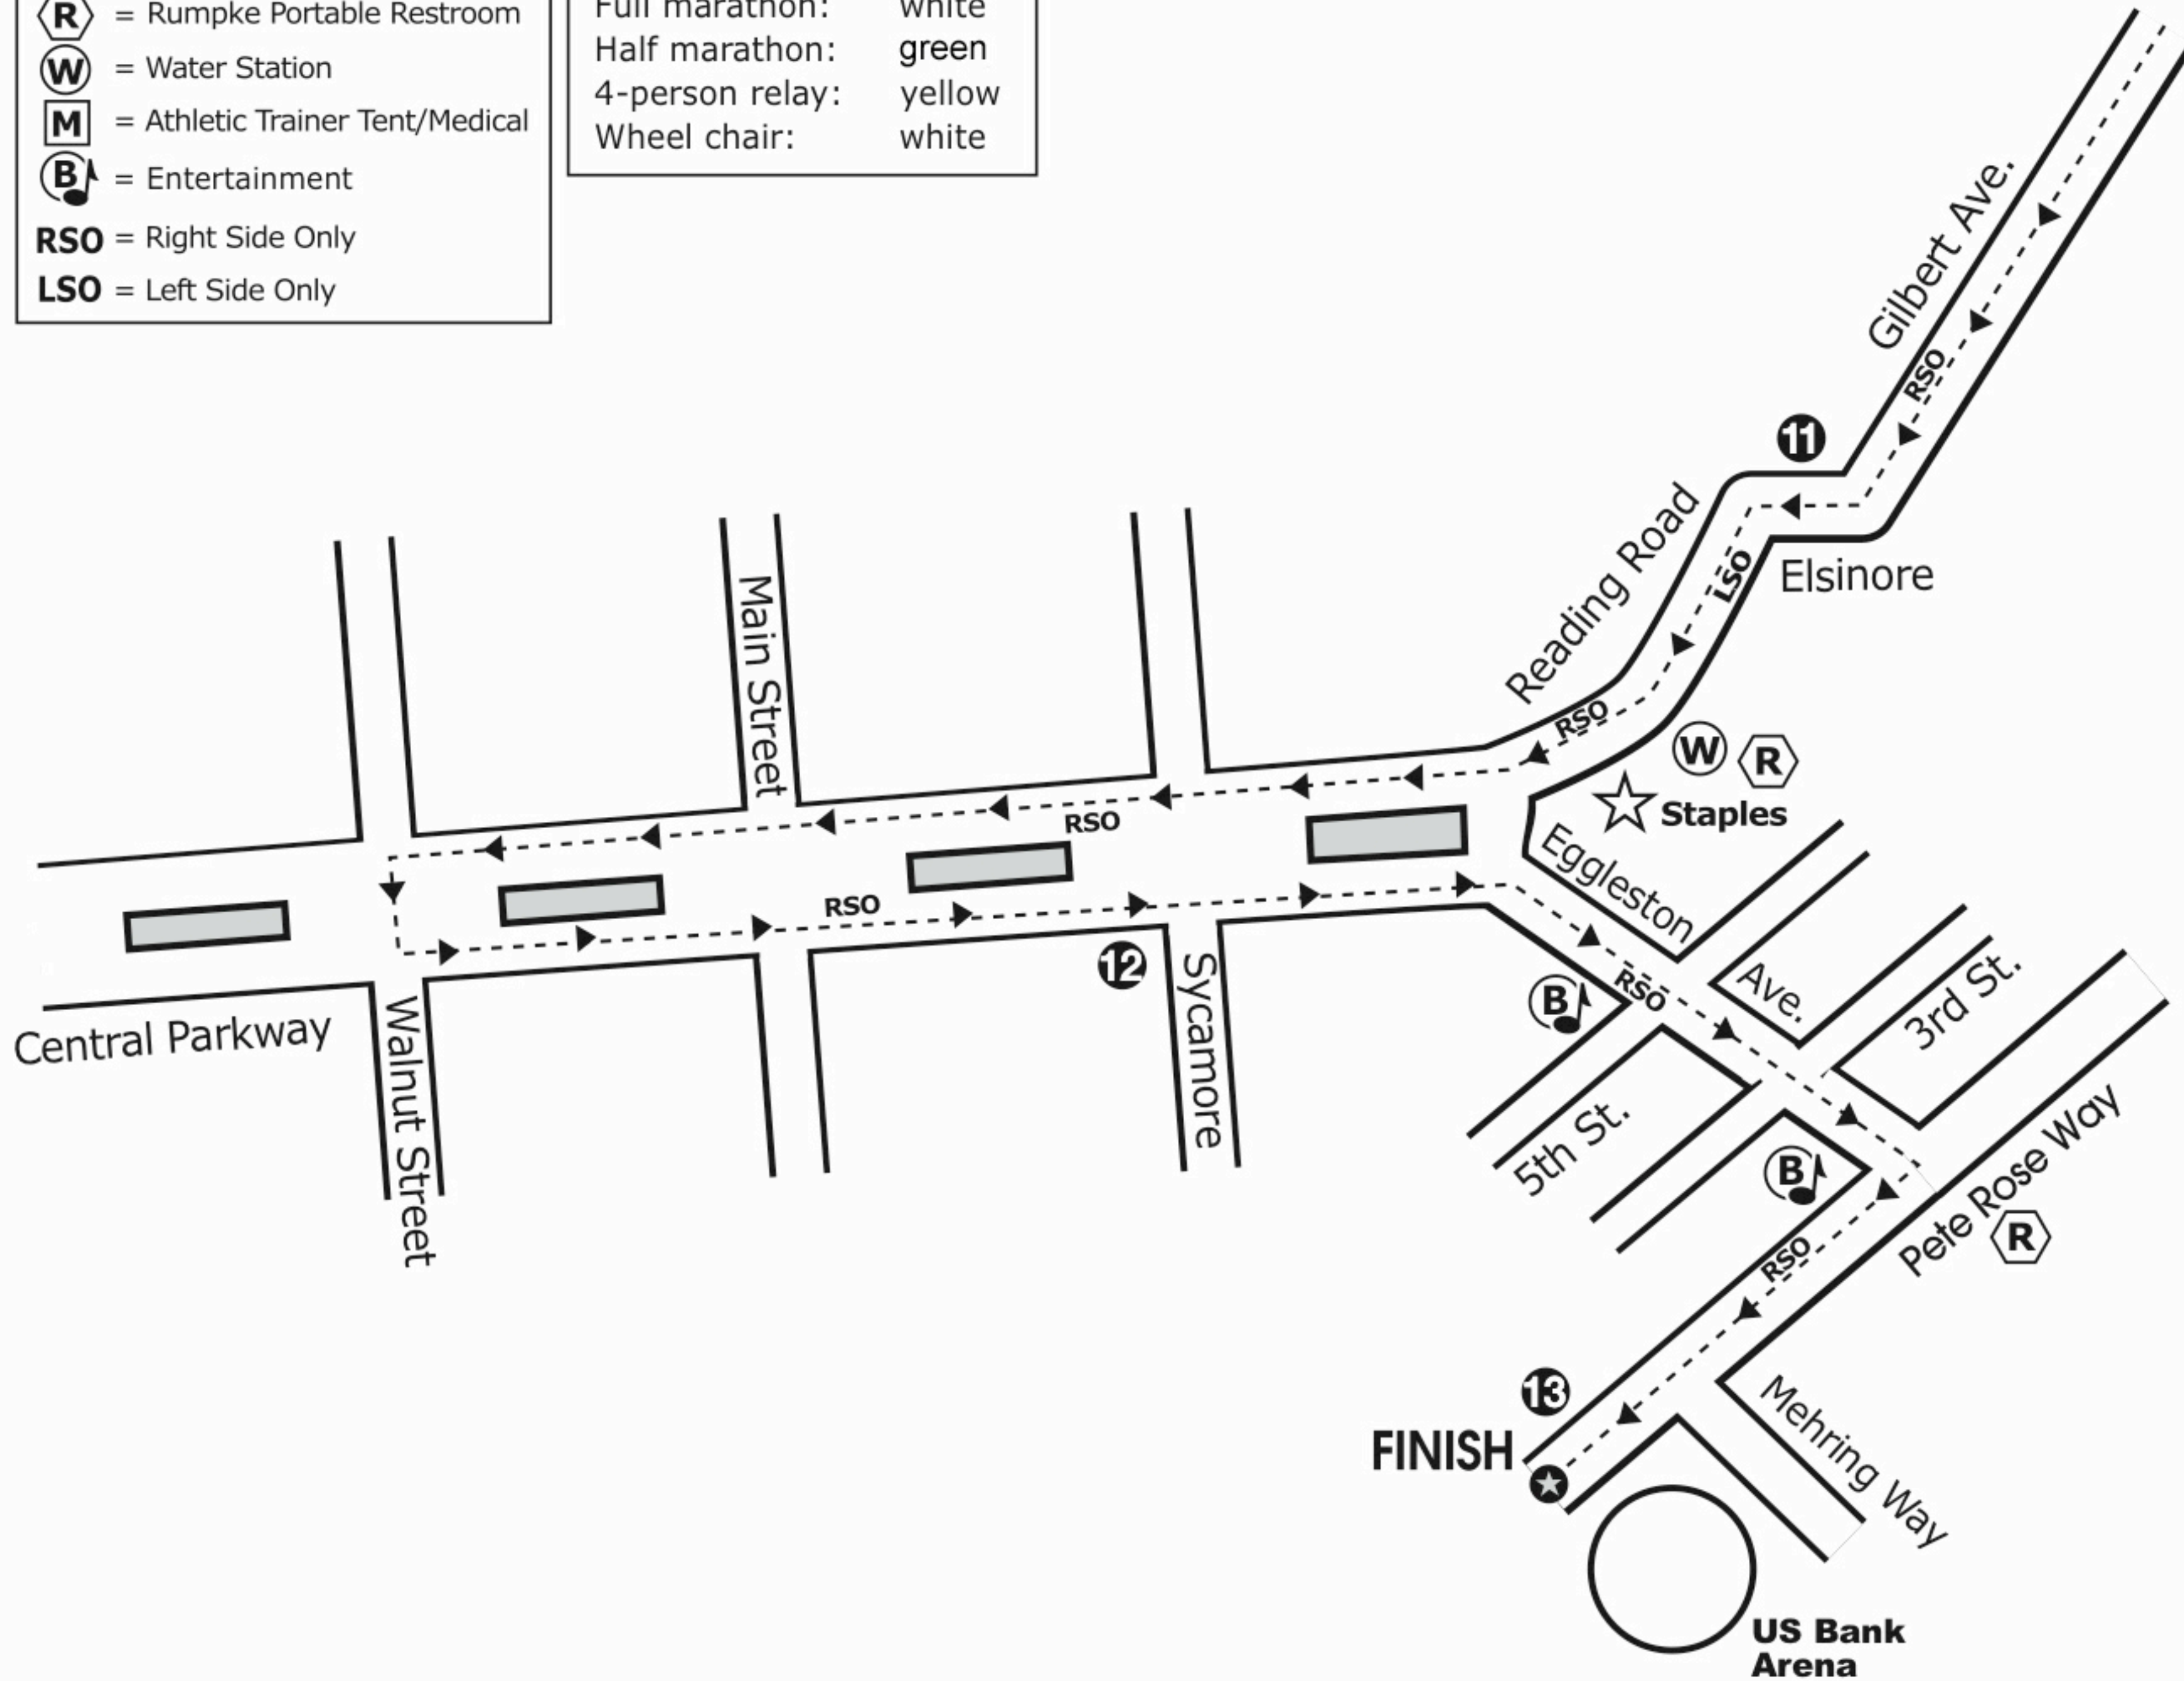 R = Rumpke Portable Restroom
W = Water Station
M = Athletic Trainer Tent/Medical
B = Entertainment
RSO = Right Side Only
LSO = Left Side Only
Full marathon: white
Half marathon: green
4-person relay: yellow
Wheel chair: white
Gilbert Ave.
RSO
11
Reading Road
LSO
Elsinore
Main Street
RSO
W R
Staples
RSO
Eggleston Ave.
RSO
12
B
RSO
3rd St.
Central Parkway
Walnut Street
Sycamore
5th St.
B
Pete Rose Way
R
RSO
13
FINISH
Mehring Way
US Bank
Arena